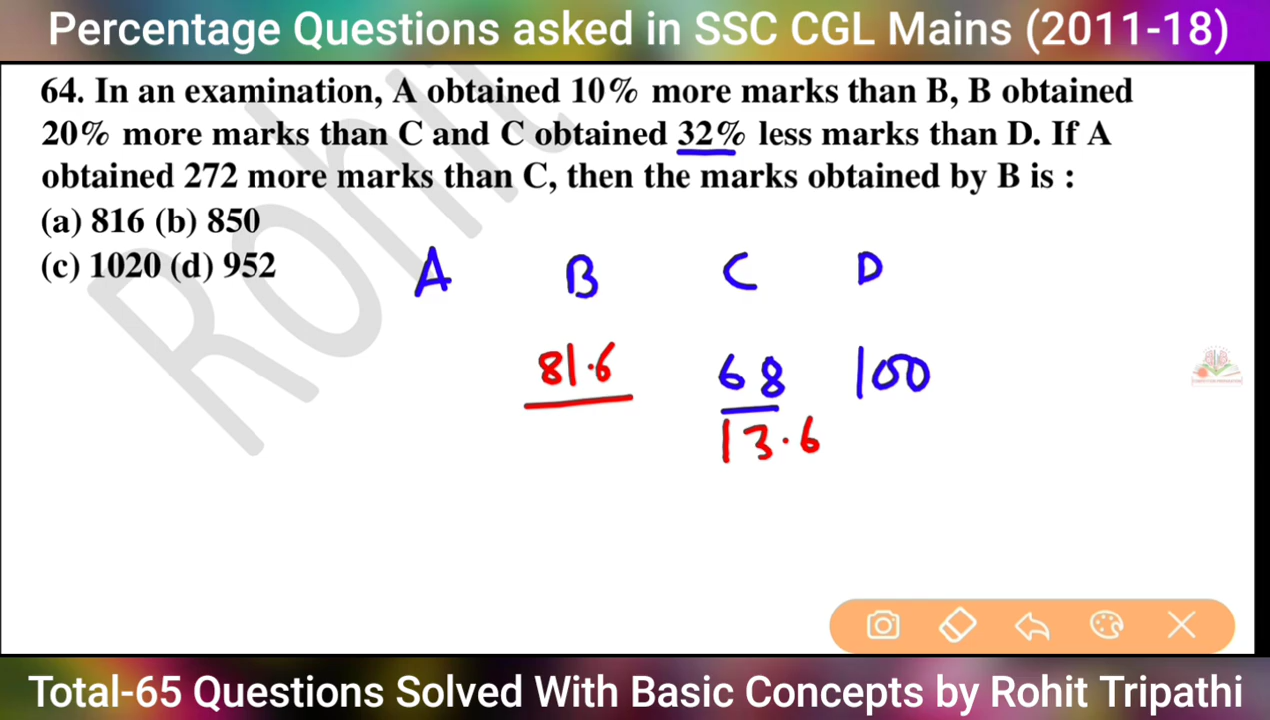 Percentage Questions asked in SSC CGL Mains (2011-18)
64. In an examination, A obtained 10% more marks than B, B obtained
20% more marks than C and C obtained 32% less marks than D. If A
obtained 272 more marks than C, then the marks obtained by B is :
(a) 816 (b) 850
(c) 1020 (d) 952
A B C D
81.6 68 100
13.6
Rohit
Total-65 Questions Solved With Basic Concepts by Rohit Tripathi